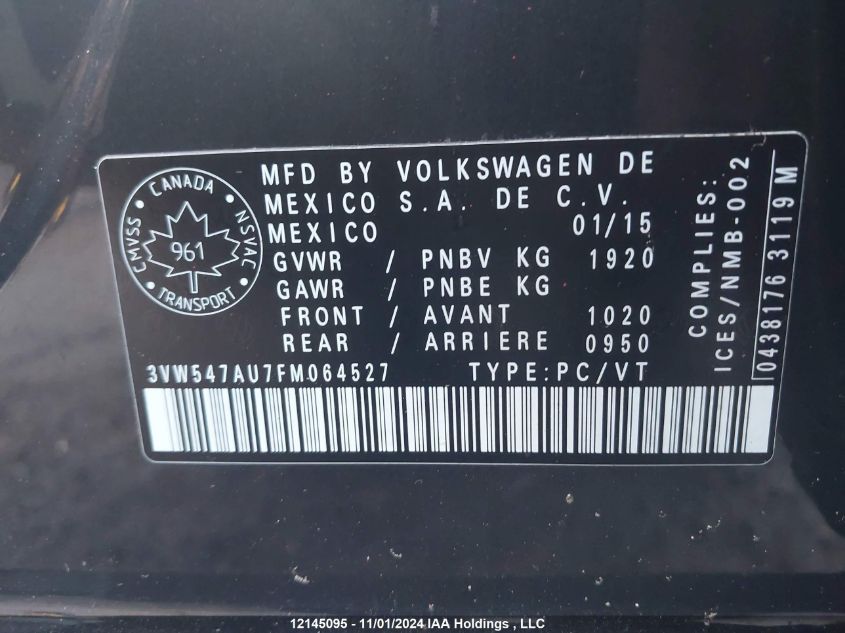 CANADA
CMVSS
NSVAC
961
• TRANSPORT •
MFD BY VOLKSWAGEN DE
MEXICO S.A. DE C.V.
MEXICO 01/15
GVWR / PNBV KG 1920
GAWR / PNBE KG
FRONT / AVANT 1020
REAR / ARRIERE 0950
3VW547AU7FM064527 TYPE:PC/VT
COMPLIES:
ICES/NMB-002
0438176 3119 M
12145095 - 11/01/2024 IAA Holdings , LLC